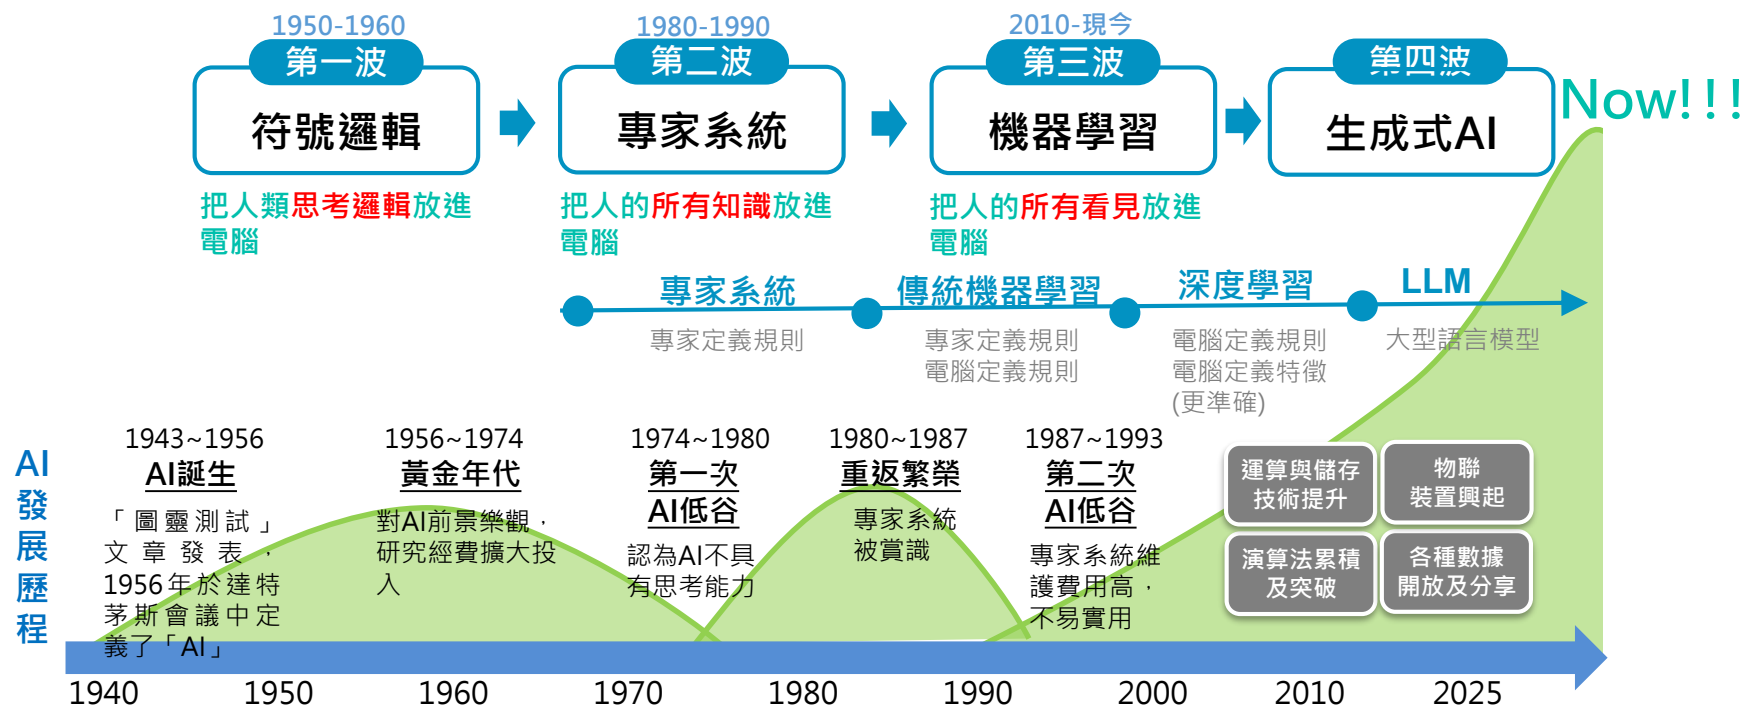 1950-1960
第一波
符號邏輯
把人類思考邏輯放進
電腦
1980-1990
第二波
專家系統
把人的所有知識放進
電腦
2010-現今
第三波
機器學習
把人的所有看見放進
電腦
第四波
生成式AI
Now!!!
專家系統
專家定義規則
傳統機器學習
專家定義規則
電腦定義規則
深度學習
電腦定義規則
電腦定義特徵
(更準確)
LLM
大型語言模型
AI
發
展
歷
程
1943~1956
AI誕生
「圖靈測試」
文章發表，
1956年於達特
茅斯會議中定
義了「AI」
1956~1974
黃金年代
對AI前景樂觀，
研究經費擴大投
入
1974~1980
第一次
AI低谷
認為AI不具
有思考能力
1980~1987
重返繁榮
專家系統
被賞識
1987~1993
第二次
AI低谷
專家系統維
護費用高，
不易實用
運算與儲存
技術提升
物聯
裝置興起
演算法累積
及突破
各種數據
開放及分享
1940
1950
1960
1970
1980
1990
2000
2010
2025